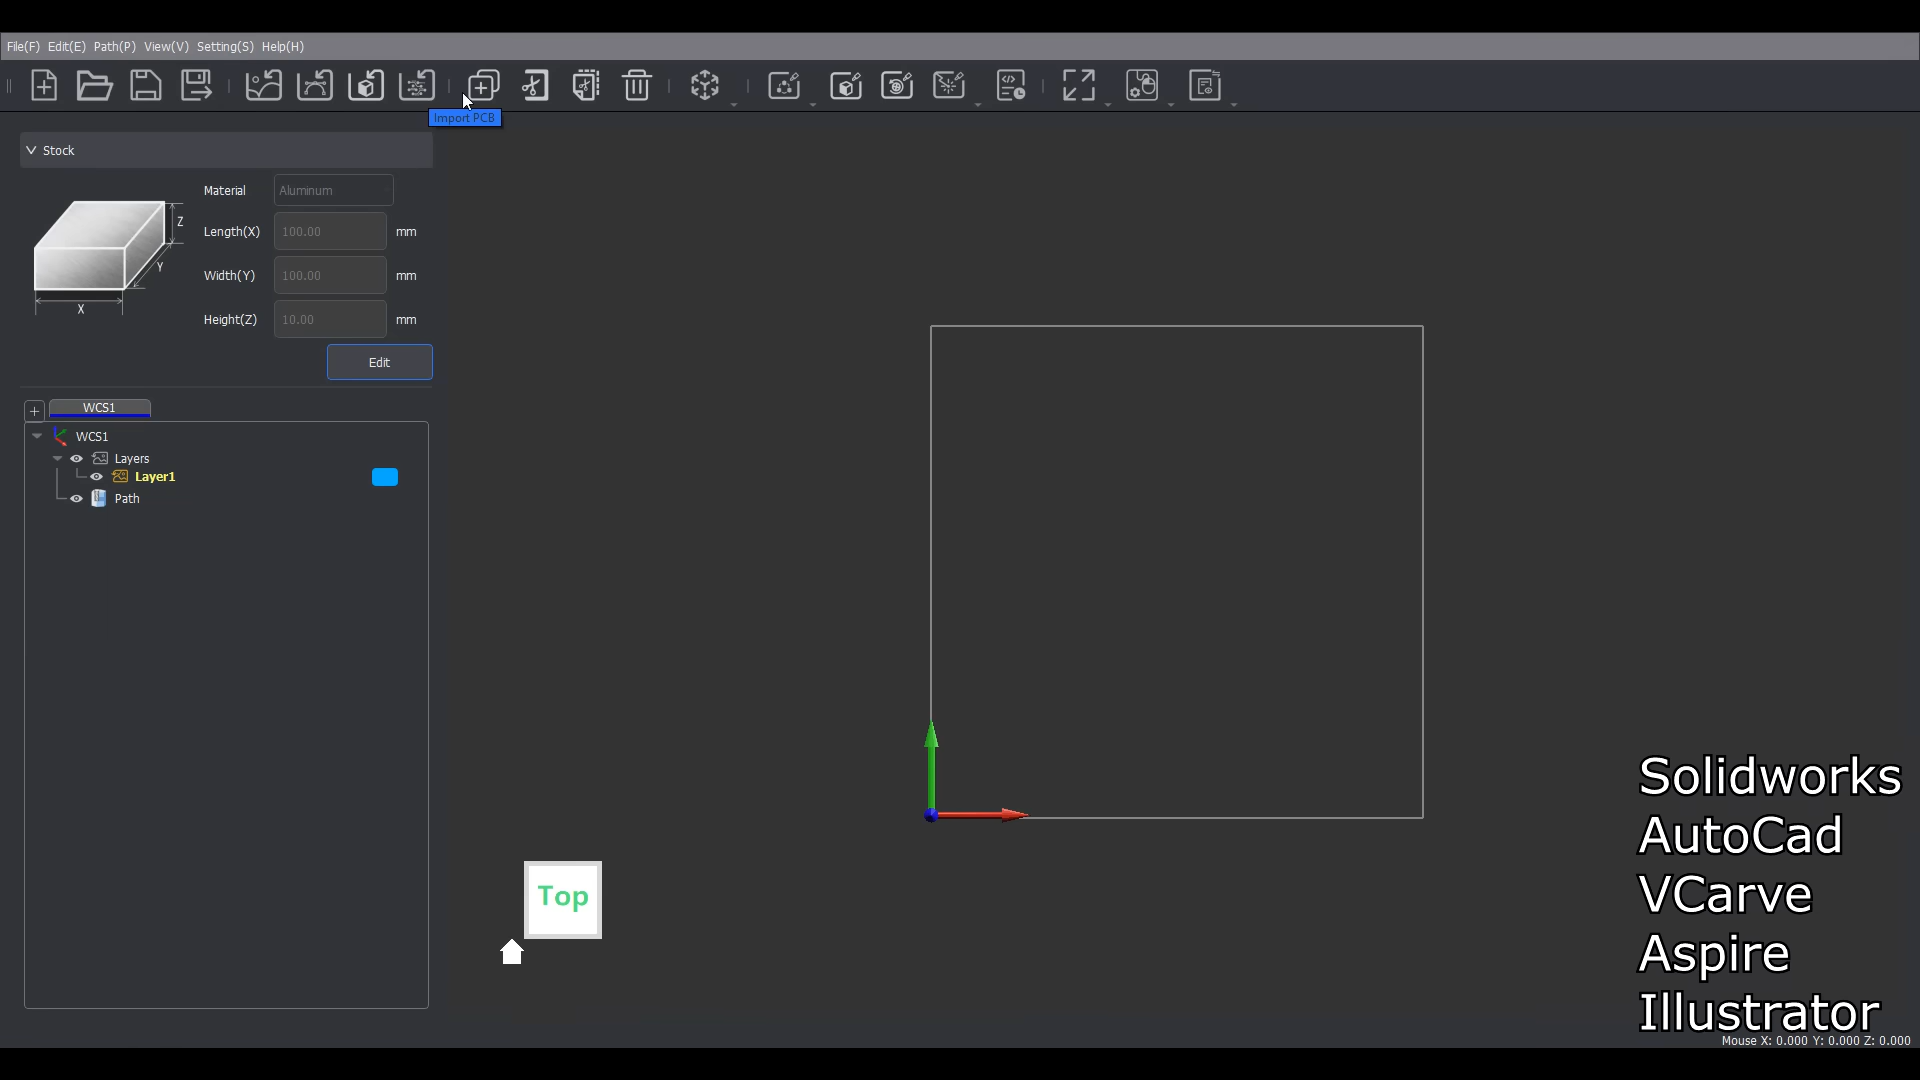 File(F) Edit(E) Path(P) View(V) Setting(S) Help(H)
Import PCB
Stock
Material Aluminum
Z
Length(X) 100.00 mm
Y
Width(Y) 100.00 mm
X
Height(Z) 10.00 mm
Edit
+ WCS1
WCS1
Layers
Layer1
Path
Top
Solidworks
AutoCad
VCarve
Aspire
Illustrator
Mouse X: 0.000 Y: 0.000 Z: 0.000